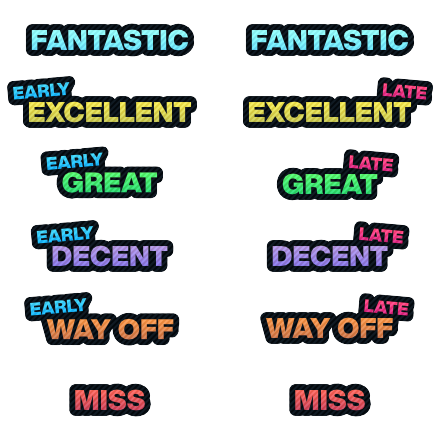 FANTASTIC FANTASTIC
EARLY LATE
EXCELLENT EXCELLENT
EARLY LATE
GREAT GREAT
EARLY LATE
DECENT DECENT
EARLY LATE
WAY OFF WAY OFF
MISS MISS